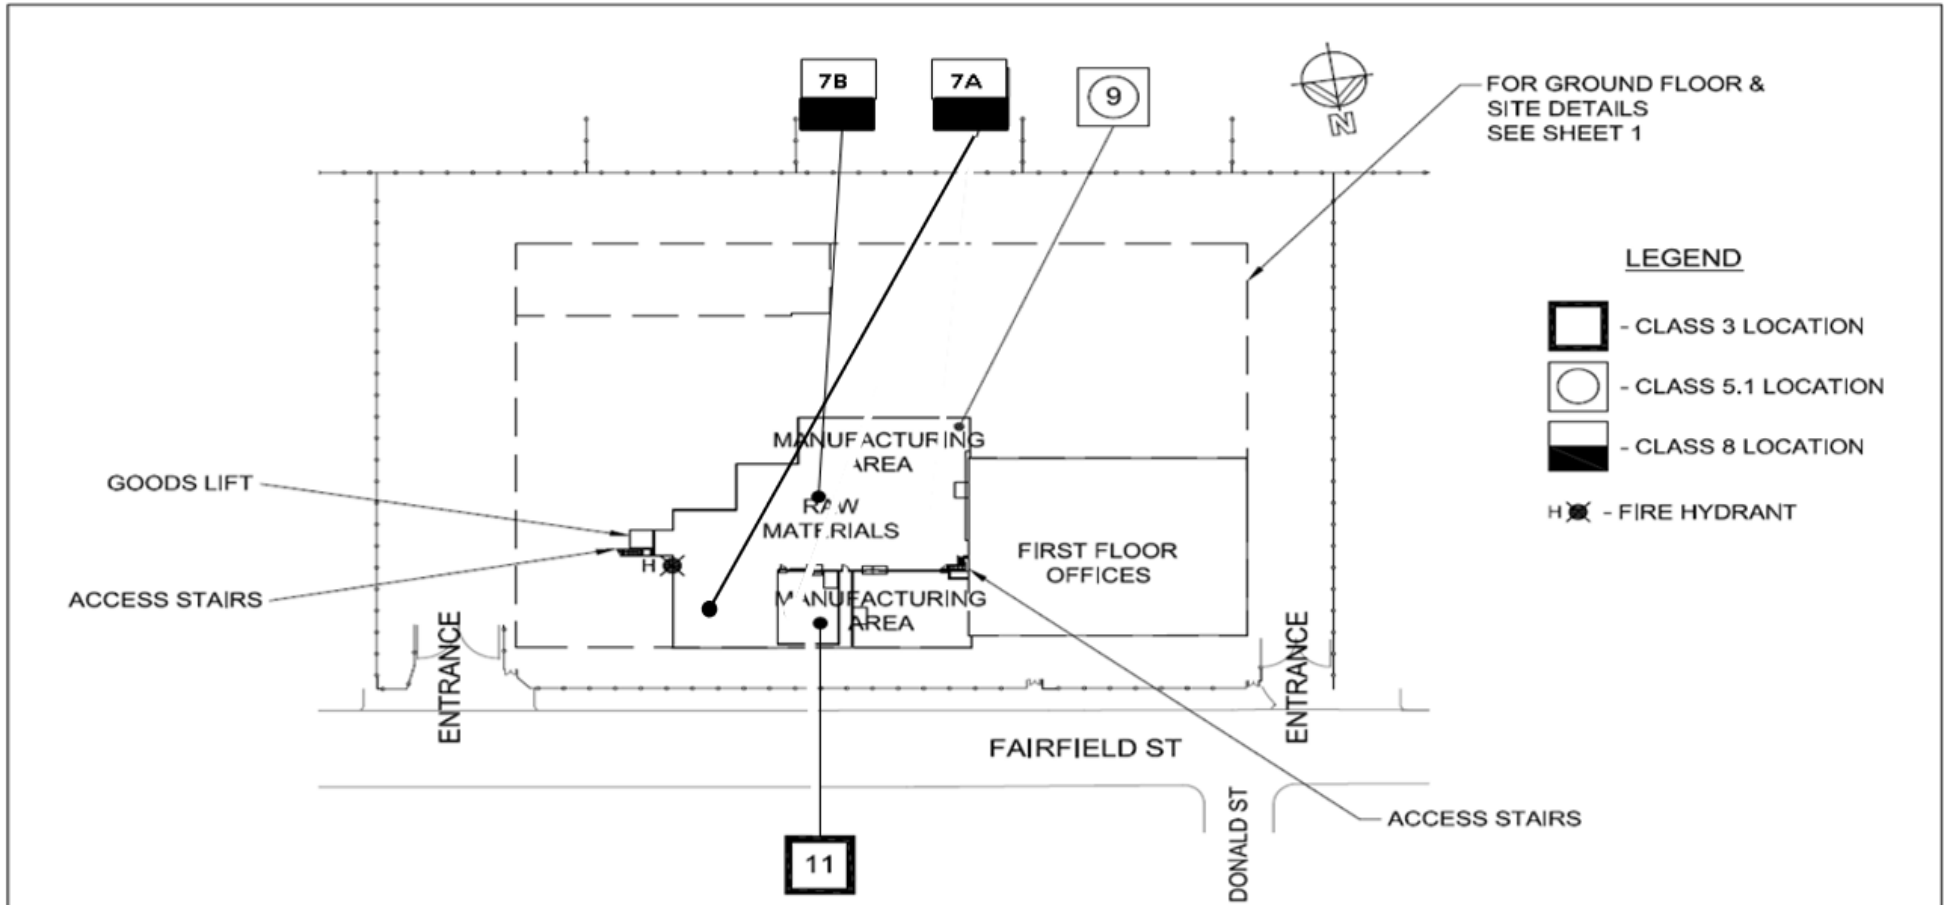 7B
7A
9
N
FOR GROUND FLOOR &
SITE DETAILS
SEE SHEET 1
LEGEND
- CLASS 3 LOCATION
- CLASS 5.1 LOCATION
- CLASS 8 LOCATION
H - FIRE HYDRANT
MANUFACTURING
AREA
GOODS LIFT
RAW
MATERIALS
FIRST FLOOR
OFFICES
H
ACCESS STAIRS
MANUFACTURING
AREA
ENTRANCE
ENTRANCE
FAIRFIELD ST
DONALD ST
ACCESS STAIRS
11